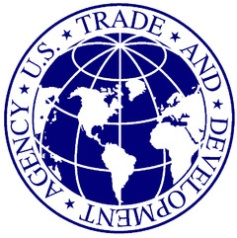 U.S. ★ TRADE ★ AND ★ DEVELOPMENT ★ AGENCY ★